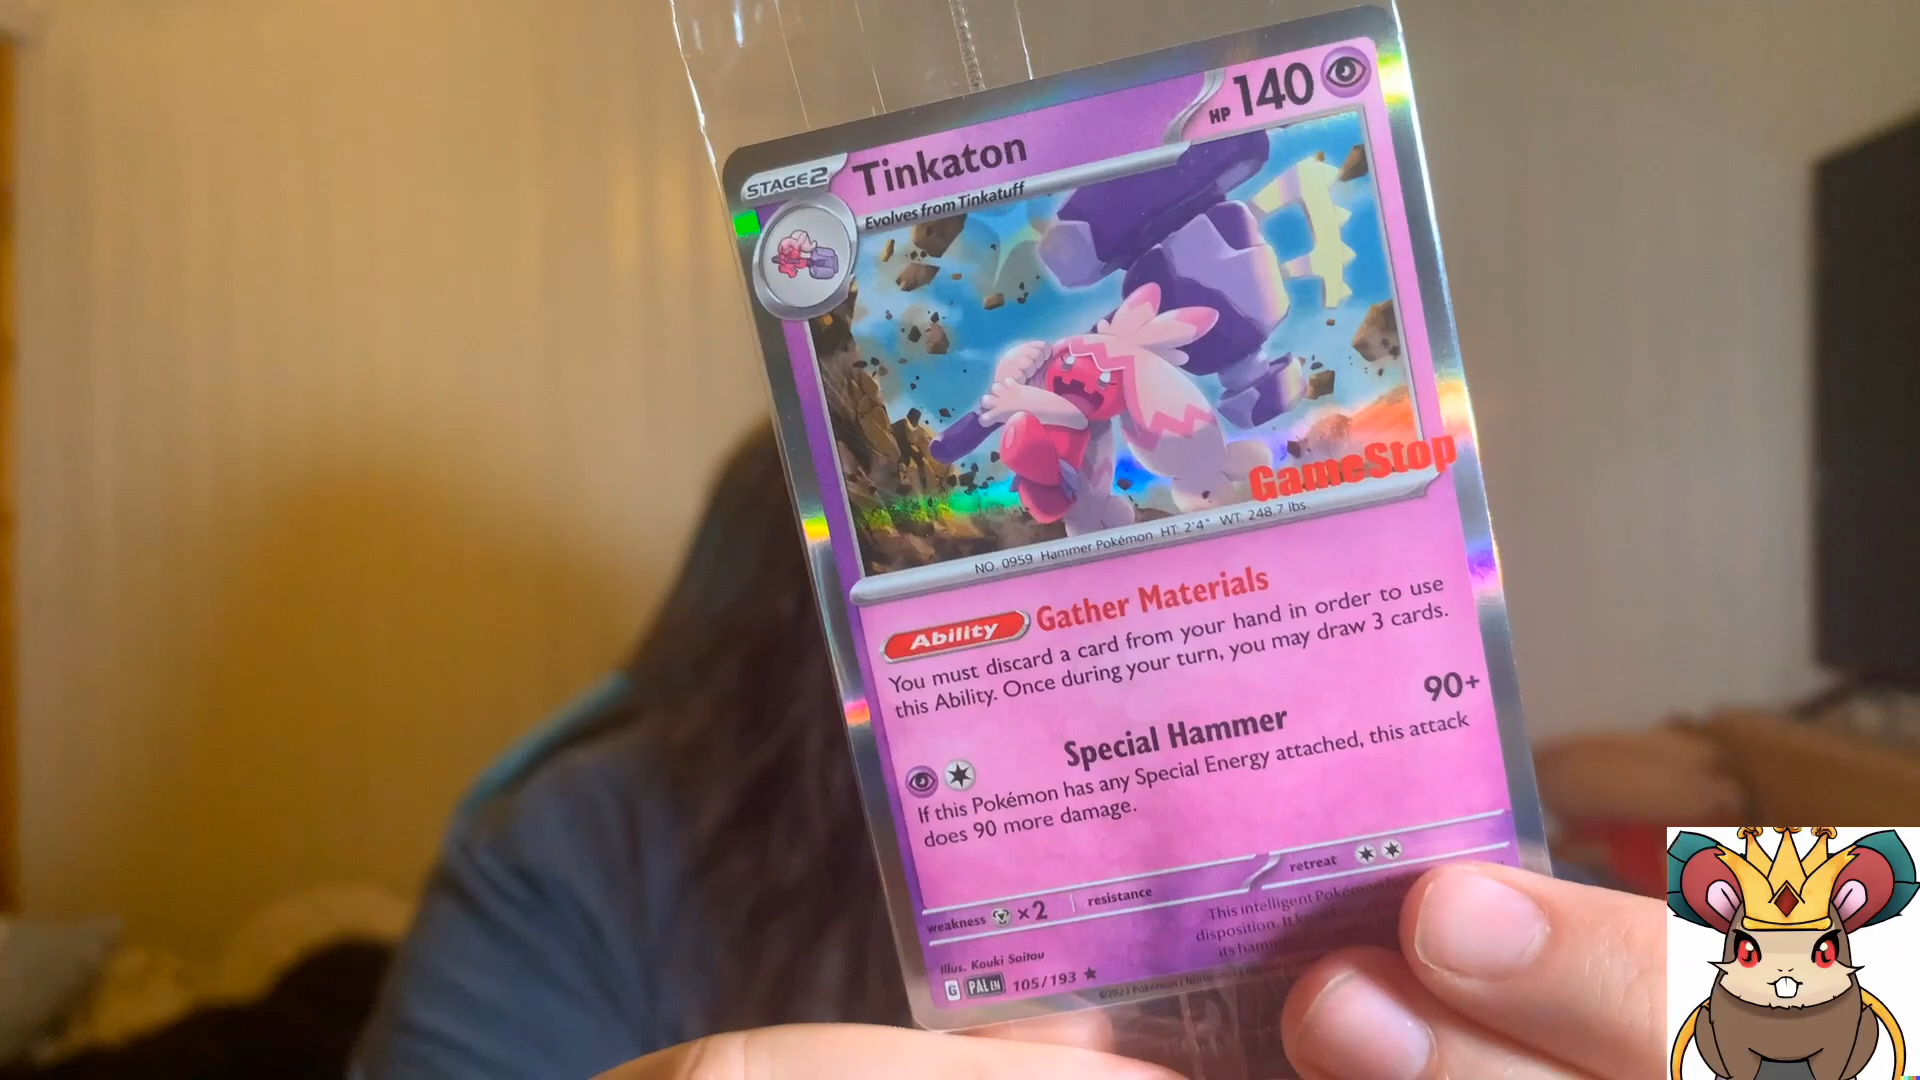 STAGE2
Tinkaton
HP 140
Evolves from Tinkatuff
GameStop
NO. 0959 Hammer Pokémon HT: 2'4" WT: 248.7 lbs.
Ability Gather Materials
You must discard a card from your hand in order to use
this Ability. Once during your turn, you may draw 3 cards.
Special Hammer 90+
If this Pokémon has any Special Energy attached, this attack
does 90 more damage.
weakness ×2 resistance retreat
This intelligent Pokémon
disposition. It
its
Illus. Kouki Saitou
G PAL EN 105/193
©2023 Pokémon